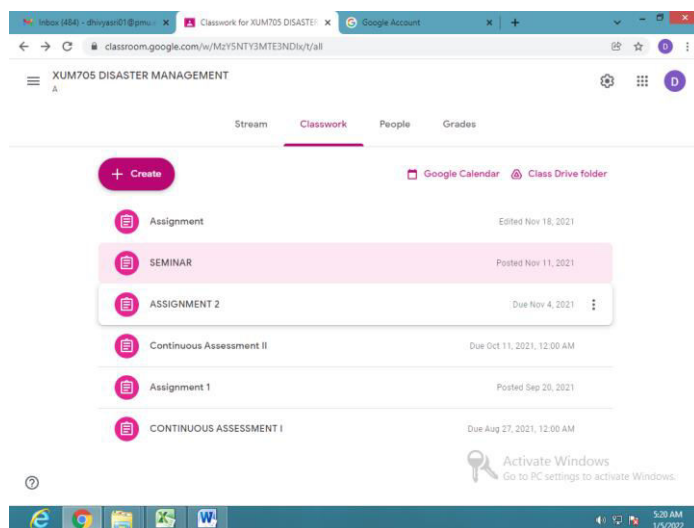 Inbox (484) - dhivyasri01@pmu.
Classwork for XUM705 DISASTE
Google Account
classroom.google.com/w/MzY5NTY3MTE3NDIx/t/all
XUM705 DISASTER MANAGEMENT
A
D
Stream Classwork People Grades
+ Create
Google Calendar Class Drive folder
Assignment Edited Nov 18, 2021
SEMINAR Posted Nov 11, 2021
ASSIGNMENT 2 Due Nov 4, 2021
Continuous Assessment II Due Oct 11, 2021, 12:00 AM
Assignment 1 Posted Sep 20, 2021
CONTINUOUS ASSESSMENT I Due Aug 27, 2021, 12:00 AM
Activate Windows
Go to PC settings to activate Windows.
5:20 AM
1/5/2022